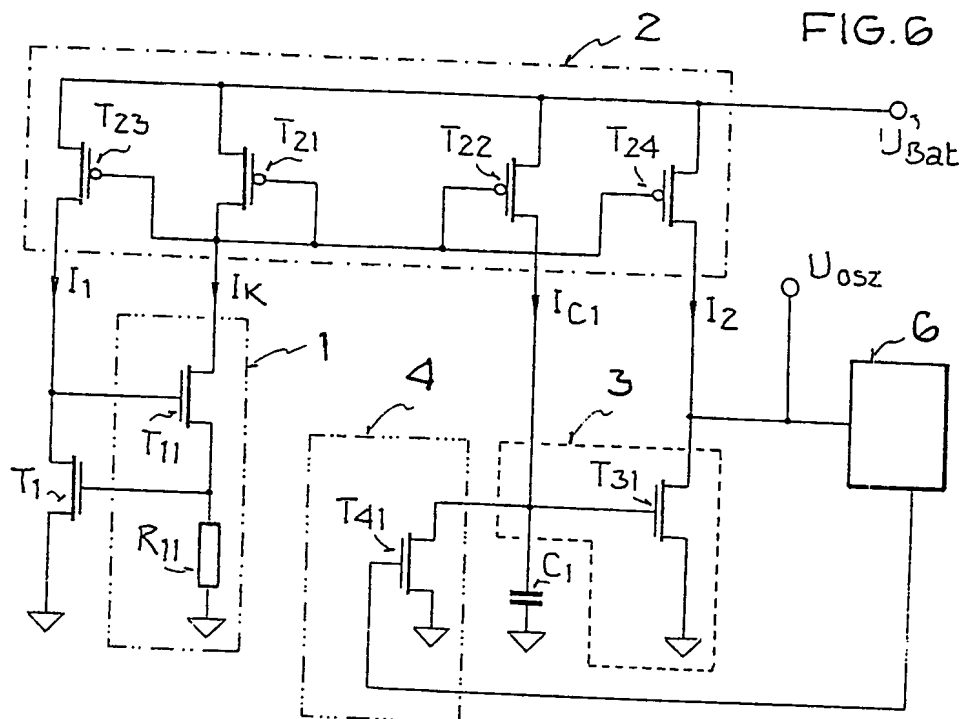 FIG.6
2
T23
T21
T22
T24
UBat
I1
IK
IC1
I2
Uosz
1
4
3
6
T11
T1
R11
T41
C1
T31